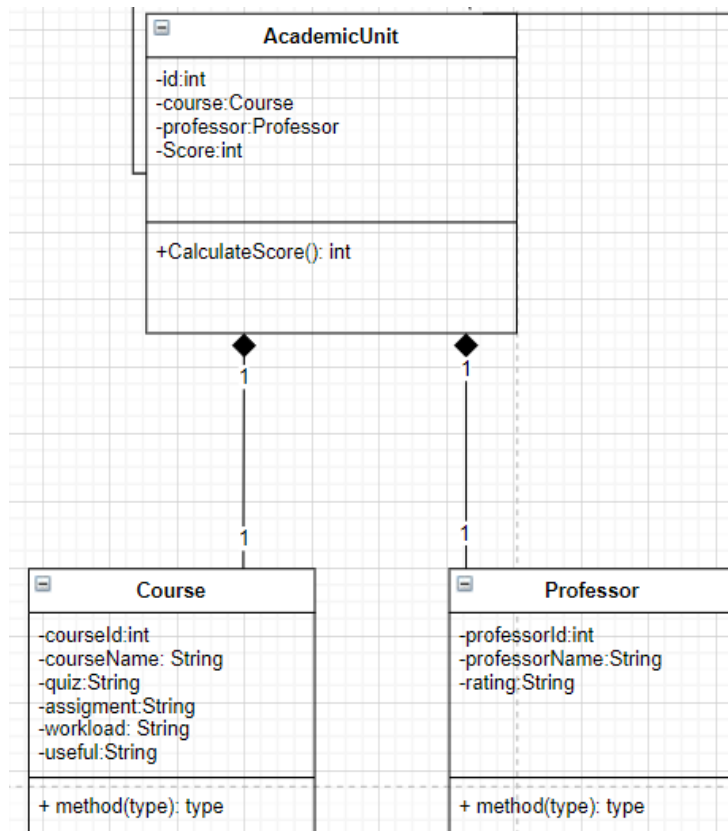 AcademicUnit
-id:int
-course:Course
-professor:Professor
-Score:int
+CalculateScore(): int
1
1
1
1
Course
-courseId:int
-courseName: String
-quiz:String
-assigment:String
-workload: String
-useful:String
+ method(type): type
Professor
-professorId:int
-professorName:String
-rating:String
+ method(type): type